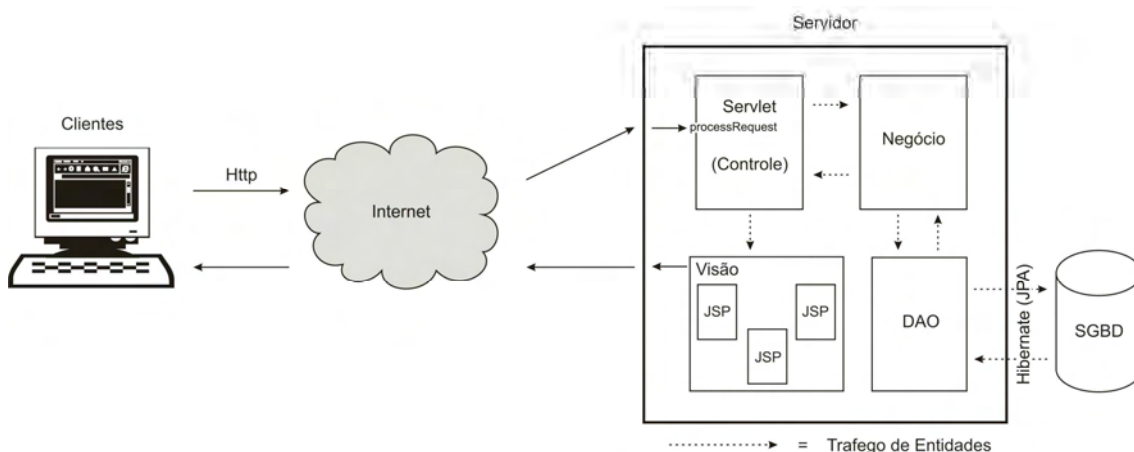 Servidor
Clientes
Http
Internet
Servlet
processRequest
(Controle)
Negócio
Visão
JSP
JSP
JSP
DAO
Hibernate (JPA)
SGBD
= Trafego de Entidades